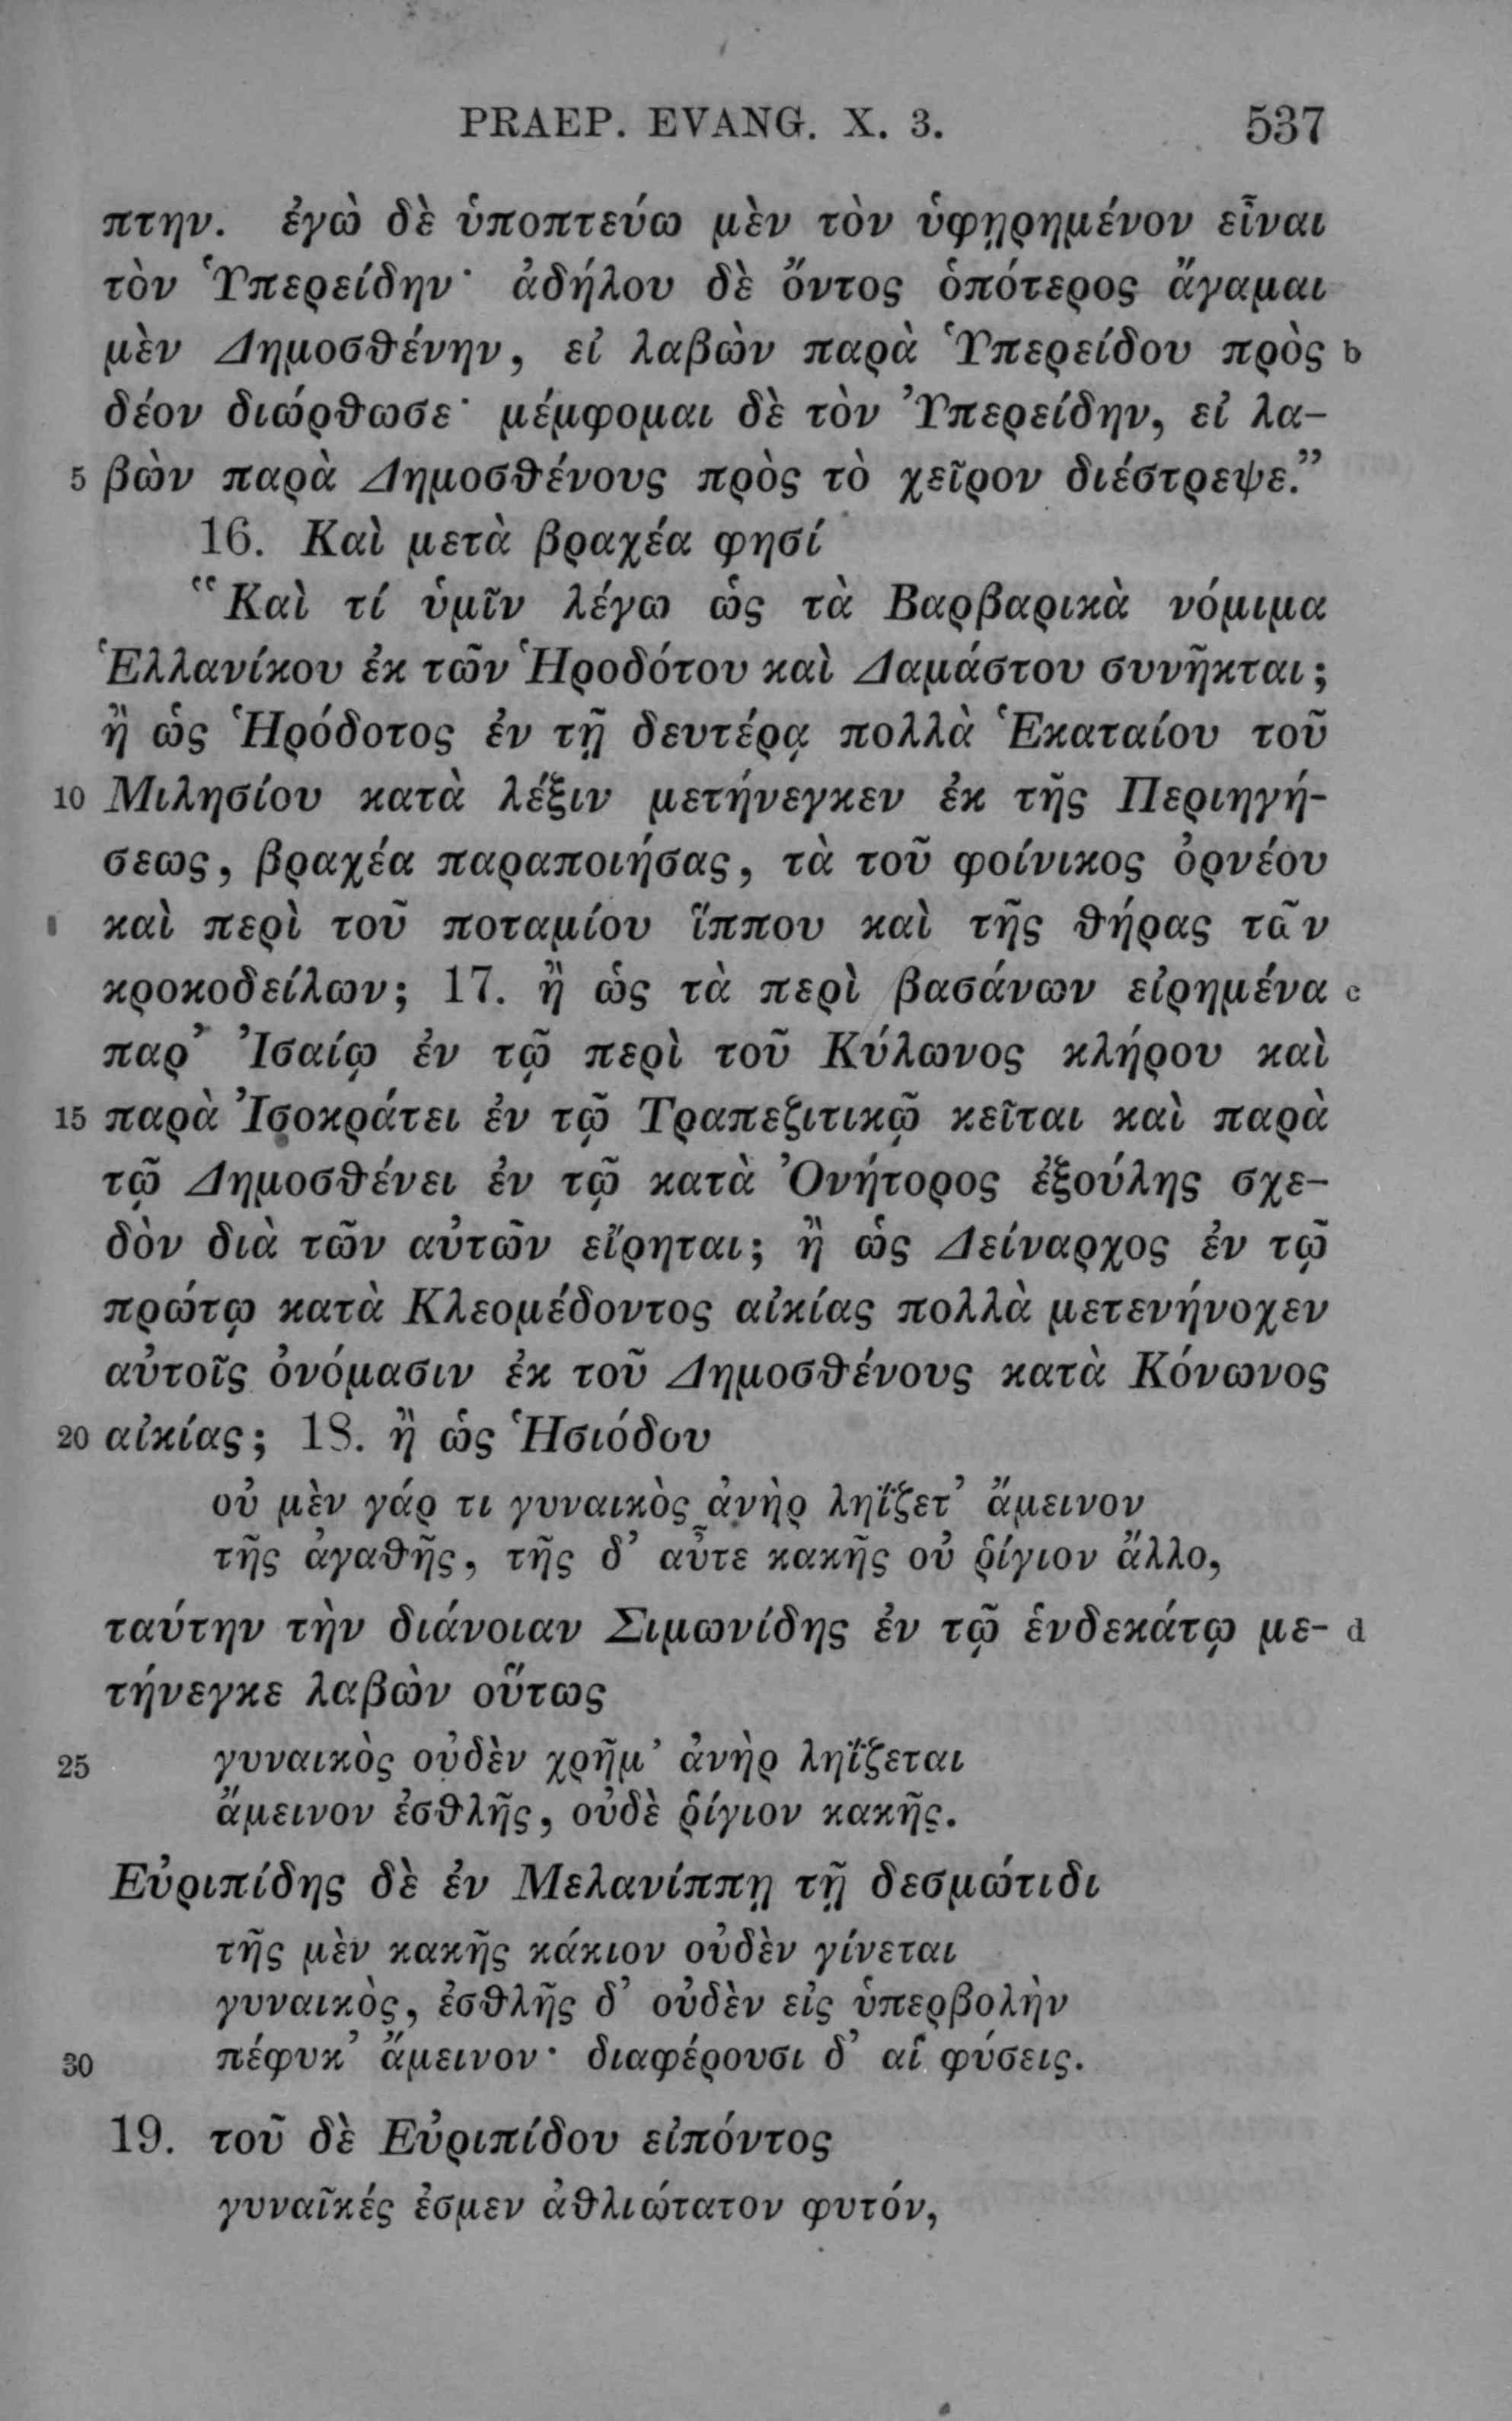 PRAEP. EVANG. X. 3. 537
πτην. ἐγὼ δὲ ὑποπτεύω μὲν τὸν ὑφῃρημένον εἶναι
τὸν Ὑπερείδην· ἀδήλου δὲ ὄντος ὁπότερος ἄγαμαι
μὲν Δημοσθένην, εἰ λαβὼν παρὰ Ὑπερείδου πρὸς b
δέον διώρθωσε· μέμφομαι δὲ τὸν Ὑπερείδην, εἰ λα-
5 βὼν παρὰ Δημοσθένους πρὸς τὸ χεῖρον διέστρεψε.”
16. Καὶ μετὰ βραχέα φησί
“Καὶ τί ὑμῖν λέγω ὡς τὰ Βαρβαρικὰ νόμιμα
Ἑλλανίκου ἐκ τῶν Ἡροδότου καὶ Δαμάστου συνῆκται;
ἢ ὡς Ἡρόδοτος ἐν τῇ δευτέρᾳ πολλὰ Ἑκαταίου τοῦ
10 Μιλησίου κατὰ λέξιν μετήνεγκεν ἐκ τῆς Περιηγή-
σεως, βραχέα παραποιήσας, τὰ τοῦ φοίνικος ὀρνέου
καὶ περὶ τοῦ ποταμίου ἵππου καὶ τῆς θήρας τῶν
κροκοδείλων; 17. ἢ ὡς τὰ περὶ βασάνων εἰρημένα c
παρ’ Ἰσαίῳ ἐν τῷ περὶ τοῦ Κύλωνος κλήρου καὶ
15 παρὰ Ἰσοκράτει ἐν τῷ Τραπεζιτικῷ κεῖται καὶ παρὰ
τῷ Δημοσθένει ἐν τῷ κατὰ Ὀνήτορος ἐξούλης σχε-
δὸν διὰ τῶν αὐτῶν εἴρηται; ἢ ὡς Δείναρχος ἐν τῷ
πρώτῳ κατὰ Κλεομέδοντος αἰκίας πολλὰ μετενήνοχεν
αὐτοῖς ὀνόμασιν ἐκ τοῦ Δημοσθένους κατὰ Κόνωνος
20 αἰκίας; 18. ἢ ὡς Ἡσιόδου
οὐ μὲν γάρ τι γυναικὸς ἀνὴρ ληΐζετ’ ἄμεινον
τῆς ἀγαθῆς, τῆς δ’ αὖτε κακῆς οὐ ῥίγιον ἄλλο,
ταύτην τὴν διάνοιαν Σιμωνίδης ἐν τῷ ἑνδεκάτῳ με- d
τήνεγκε λαβὼν οὕτως
25 γυναικὸς οὐδὲν χρῆμ’ ἀνὴρ ληΐζεται
ἄμεινον ἐσθλῆς, οὐδὲ ῥίγιον κακῆς.
Εὐριπίδης δὲ ἐν Μελανίππῃ τῇ δεσμώτιδι
τῆς μὲν κακῆς κάκιον οὐδὲν γίνεται
γυναικὸς, ἐσθλῆς δ’ οὐδὲν εἰς ὑπερβολὴν
30 πέφυκ’ ἄμεινον· διαφέρουσι δ’ αἱ φύσεις.
19. τοῦ δὲ Εὐριπίδου εἰπόντος
γυναῖκές ἐσμεν ἀθλιώτατον φυτόν,